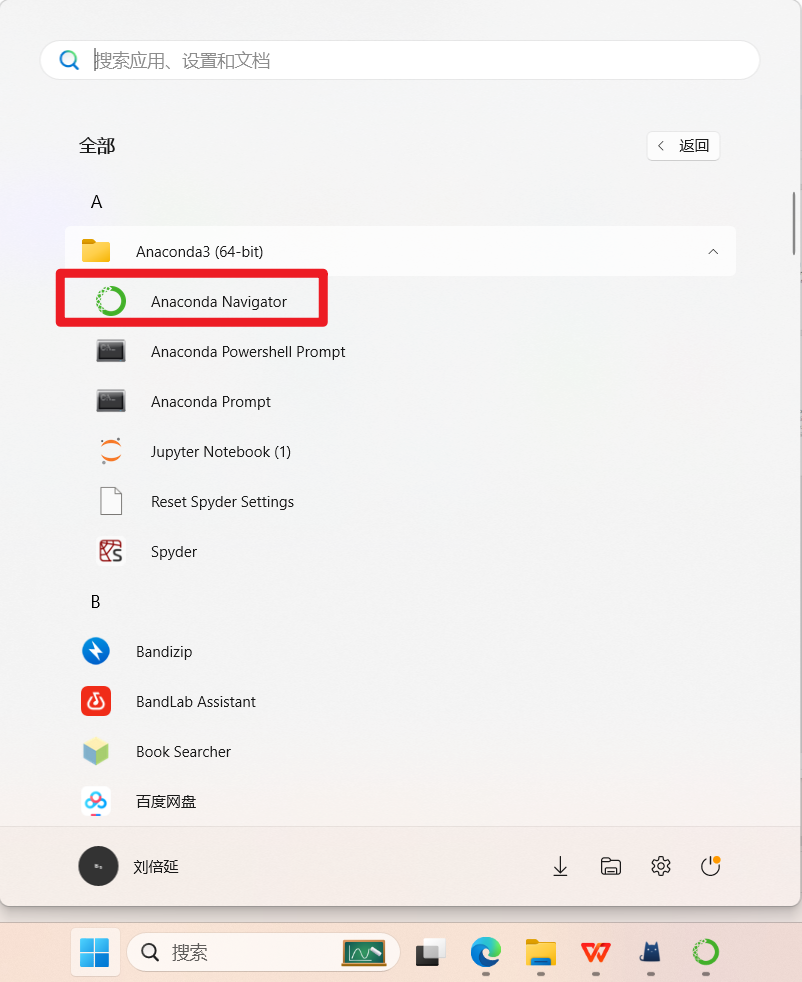 搜索应用、设置和文档
全部
返回
A
Anaconda3 (64-bit)
Anaconda Navigator
Anaconda Powershell Prompt
Anaconda Prompt
Jupyter Notebook (1)
Reset Spyder Settings
Spyder
B
Bandizip
BandLab Assistant
Book Searcher
百度网盘
刘倍延
搜索